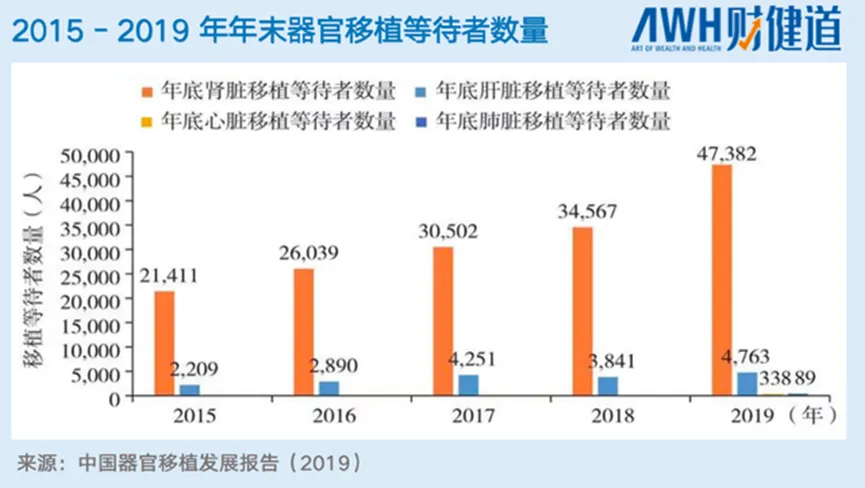 2015 - 2019 年年末器官移植等待者数量
AWH财健道
ART OF WEALTH AND HEALTH
年底肾脏移植等待者数量 年底肝脏移植等待者数量
年底心脏移植等待者数量 年底肺脏移植等待者数量
移植等待者数量（人）
50,000
45,000
40,000
35,000
30,000
25,000
20,000
15,000
10,000
5,000
0
21,411
2,209
26,039
2,890
30,502
4,251
34,567
3,841
47,382
4,763
338
89
2015 2016 2017 2018 2019 （年）
来源：中国器官移植发展报告（2019）